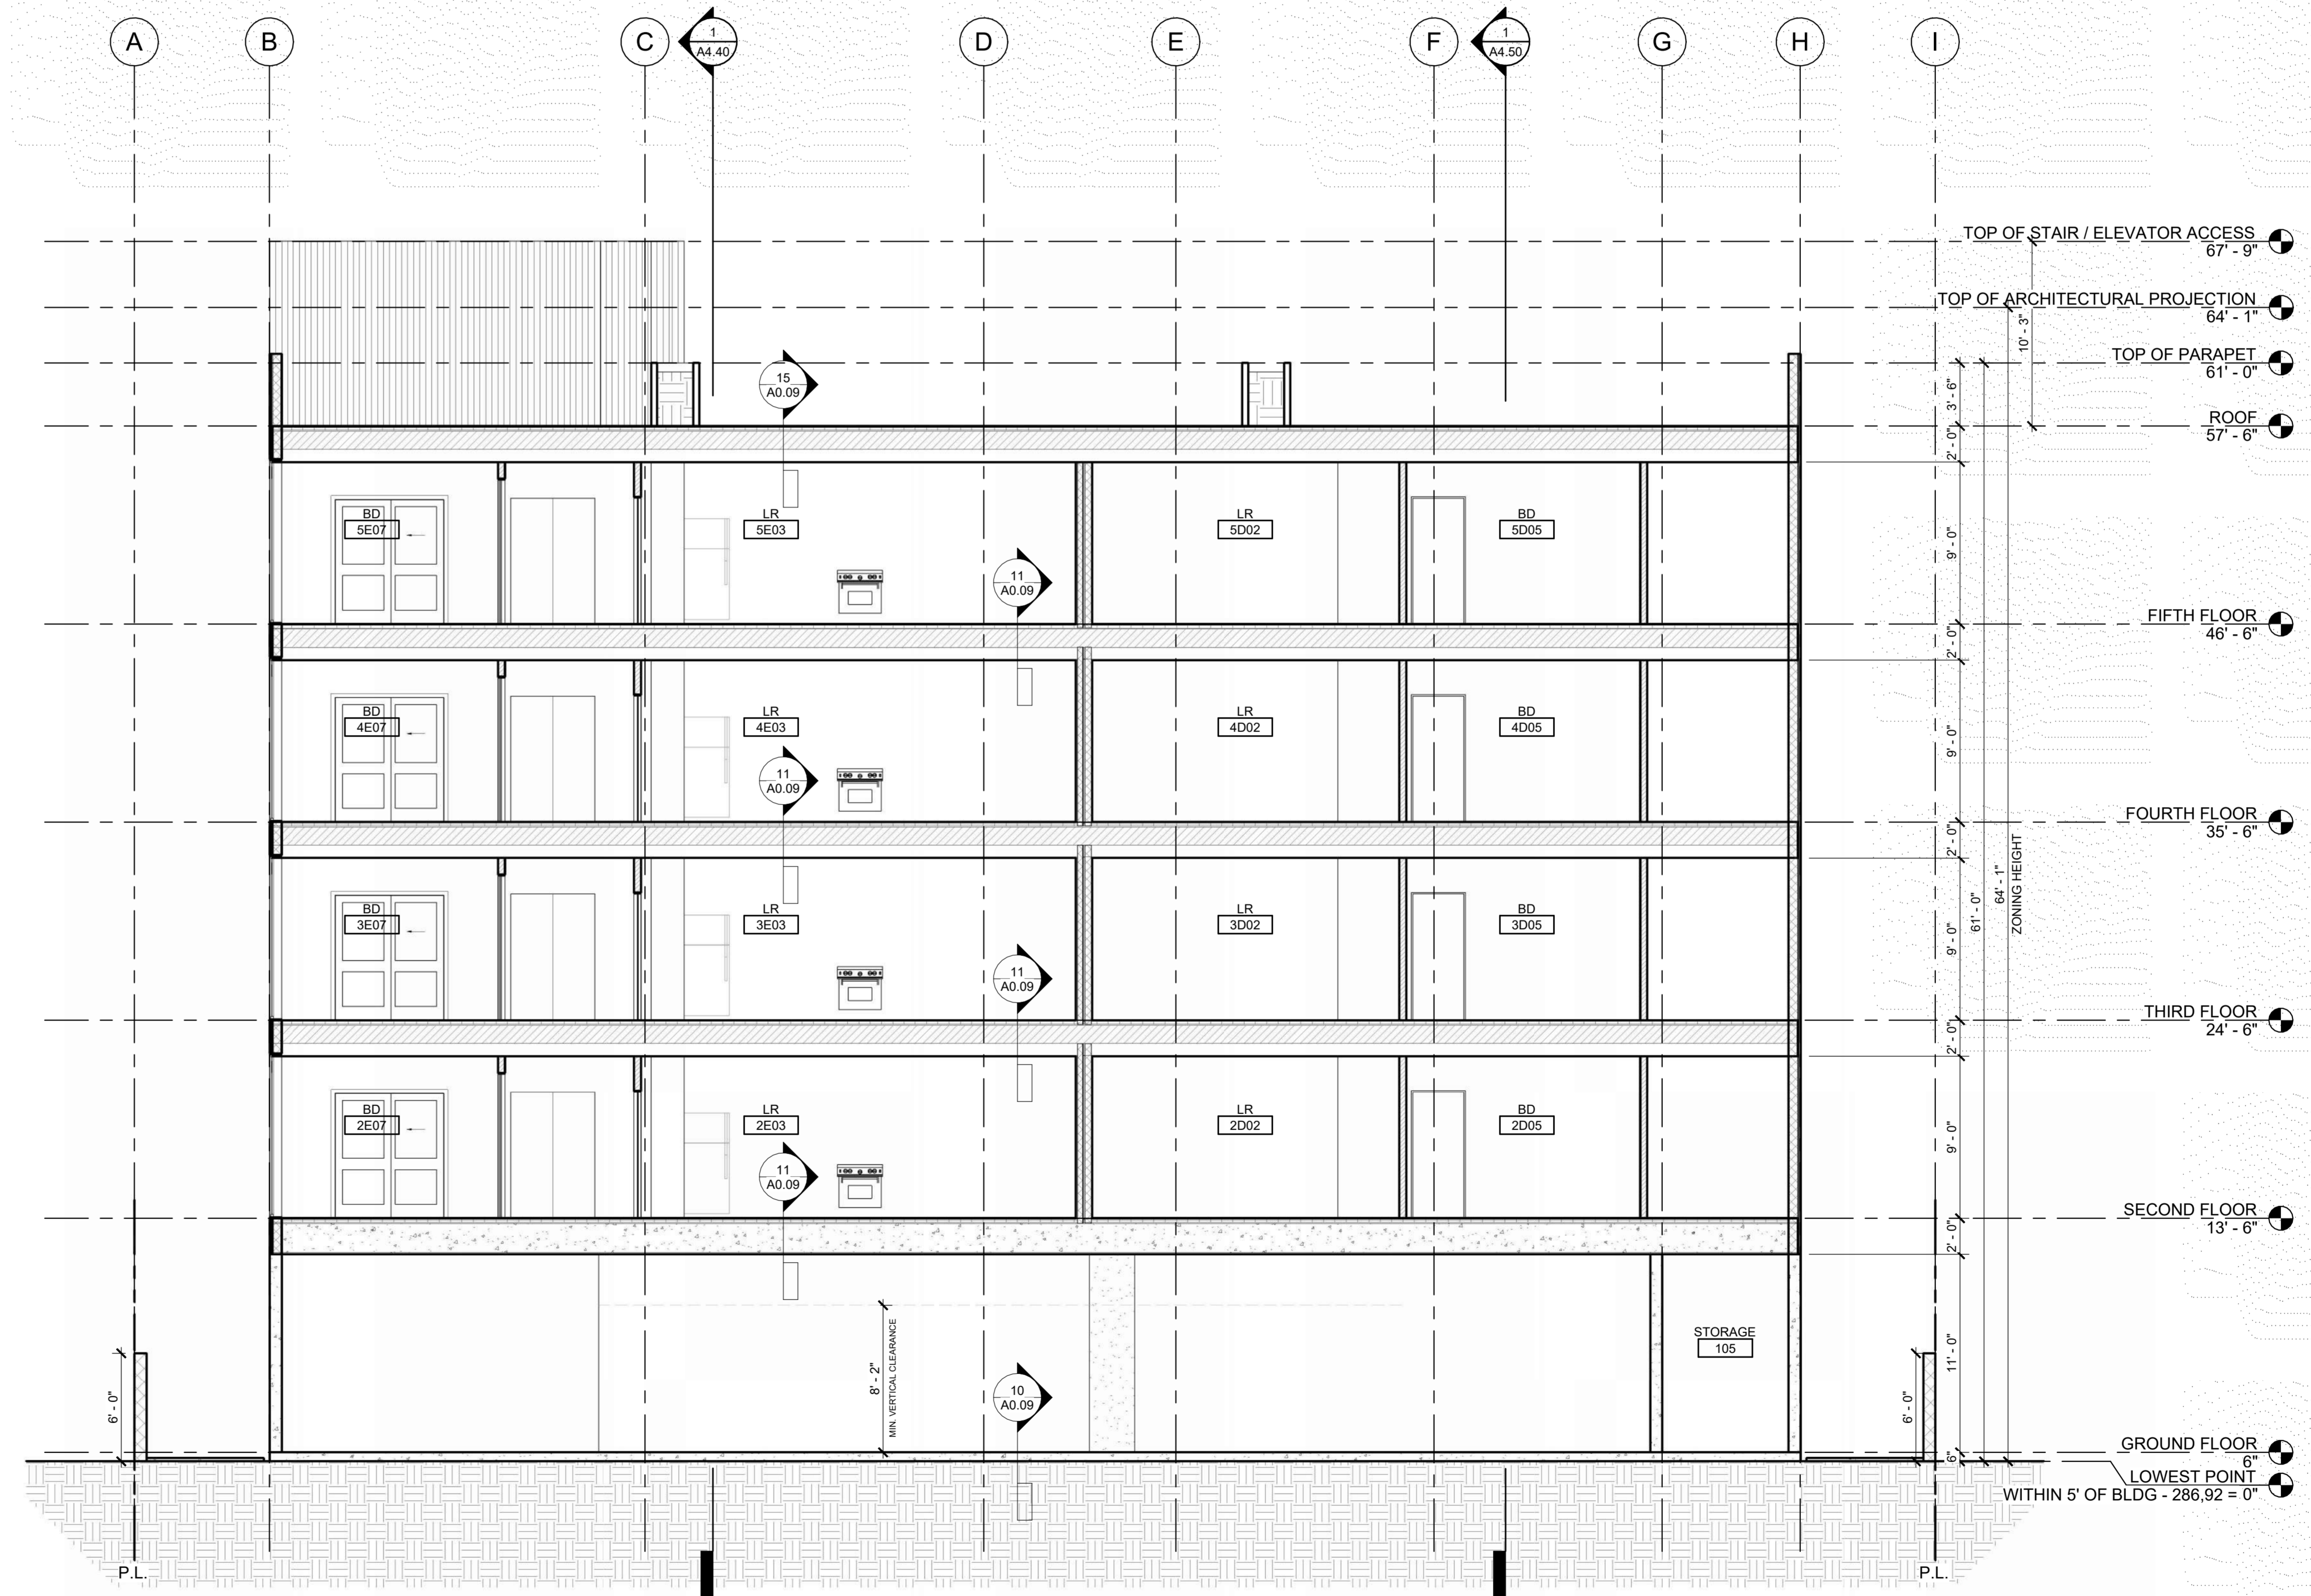 A
B
C
1
A4.40
D
E
F
1
A4.50
G
H
I
TOP OF STAIR / ELEVATOR ACCESS
67' - 9"
TOP OF ARCHITECTURAL PROJECTION
64' - 1"
10' - 3"
TOP OF PARAPET
61' - 0"
15
A0.09
3' - 6"
ROOF
57' - 6"
2' - 0"
BD
5E07
LR
5E03
LR
5D02
BD
5D05
9' - 0"
11
A0.09
FIFTH FLOOR
46' - 6"
2' - 0"
BD
4E07
LR
4E03
LR
4D02
BD
4D05
9' - 0"
11
A0.09
FOURTH FLOOR
35' - 6"
2' - 0"
BD
3E07
LR
3E03
LR
3D02
BD
3D05
9' - 0"
61' - 0"
64' - 1"
ZONING HEIGHT
11
A0.09
THIRD FLOOR
24' - 6"
2' - 0"
BD
2E07
LR
2E03
LR
2D02
BD
2D05
9' - 0"
11
A0.09
SECOND FLOOR
13' - 6"
2' - 0"
STORAGE
105
11' - 0"
8' - 2"
MIN. VERTICAL CLEARANCE
10
A0.09
6' - 0"
6' - 0"
GROUND FLOOR
6"
6"
LOWEST POINT
WITHIN 5' OF BLDG - 286,92 = 0"
P.L.
P.L.